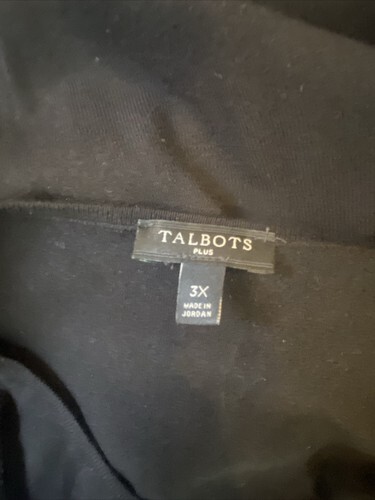 TALBOTS
PLUS
3X
MADE IN
JORDAN